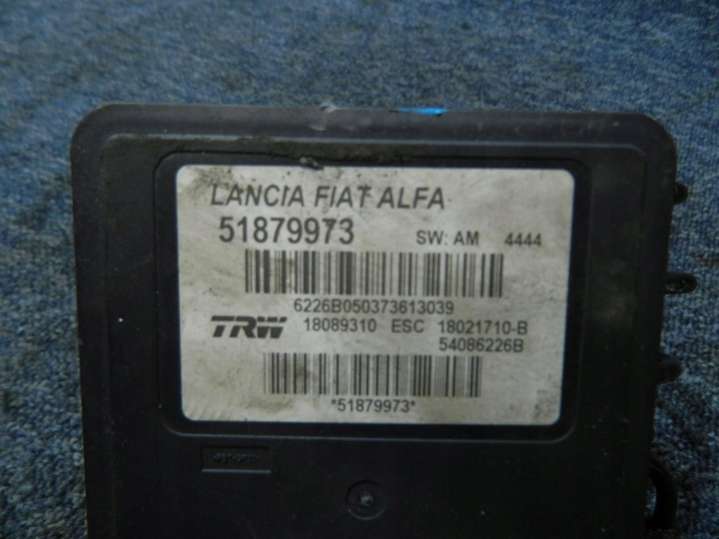 LANCIA FIAT ALFA
51879973 SW: AM 4444
6226B050373613039
TRW 18089310 ESC 18021710-B
54086226B
*51879973*